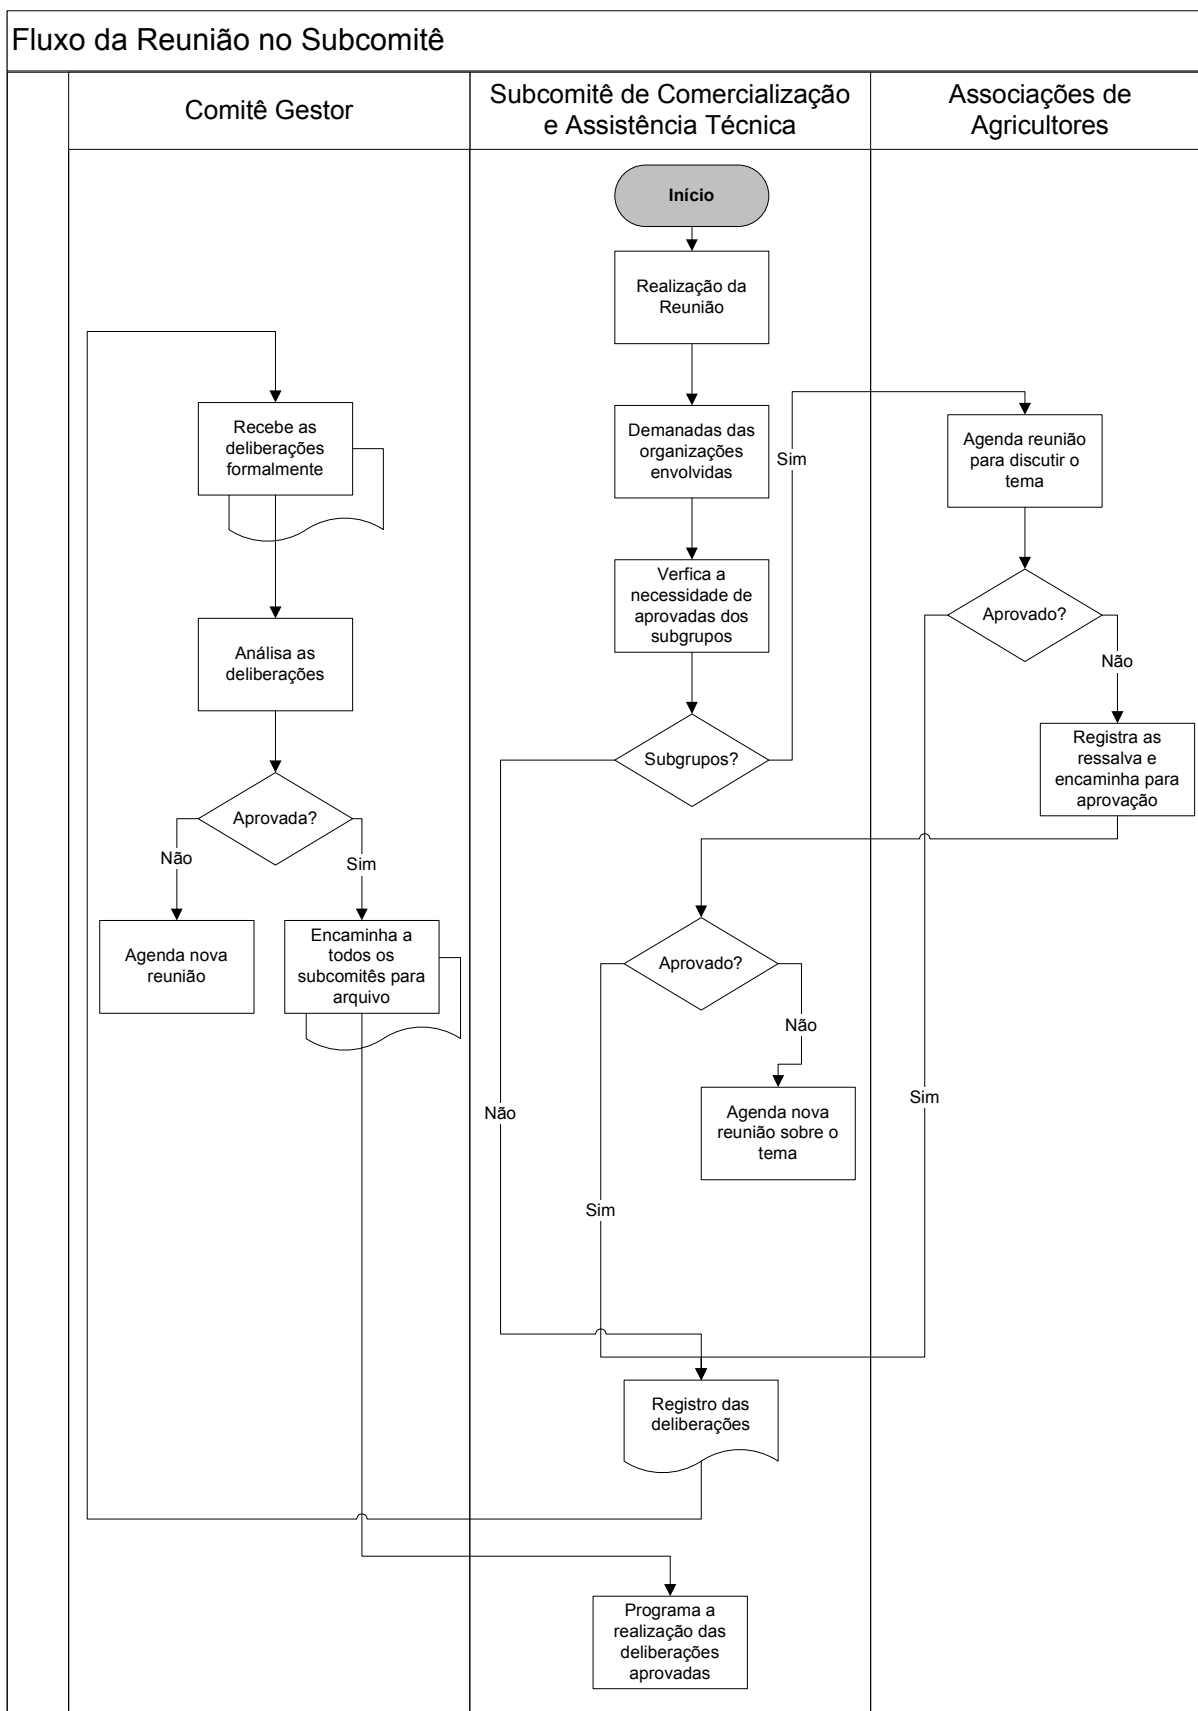 Fluxo da Reunião no Subcomitê
Comitê Gestor
Subcomitê de Comercialização
e Assistência Técnica
Associações de
Agricultores
Início
Realização da
Reunião
Demanadas das
organizações
envolvidas
Verfica a
necessidade de
aprovadas dos
subgrupos
Subgrupos?
Sim
Não
Agenda reunião
para discutir o
tema
Aprovado?
Não
Sim
Registra as
ressalva e
encaminha para
aprovação
Aprovado?
Não
Sim
Agenda nova
reunião sobre o
tema
Registro das
deliberações
Recebe as
deliberações
formalmente
Análisa as
deliberações
Aprovada?
Não
Sim
Agenda nova
reunião
Encaminha a
todos os
subcomitês para
arquivo
Programa a
realização das
deliberações
aprovadas